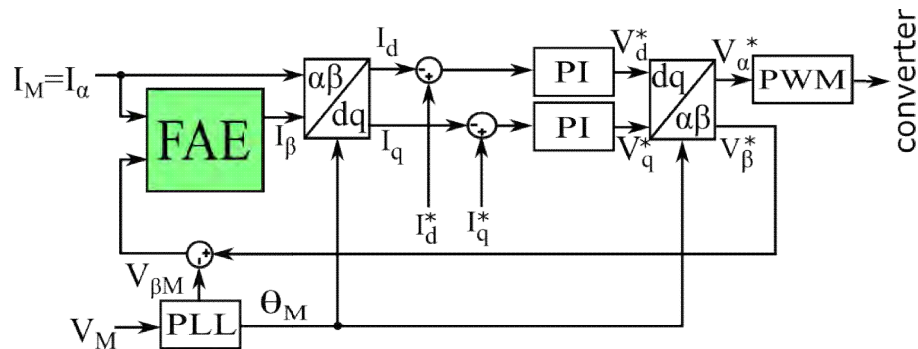 I_M=I_α
FAE
I_β
αβ
dq
I_d
I_q
-
+
-
+
I_d^*
I_q^*
PI
PI
V_d^*
V_q^*
dq
αβ
V_α^*
V_β^*
PWM
converter
-
+
V_βM
V_M
PLL
θ_M